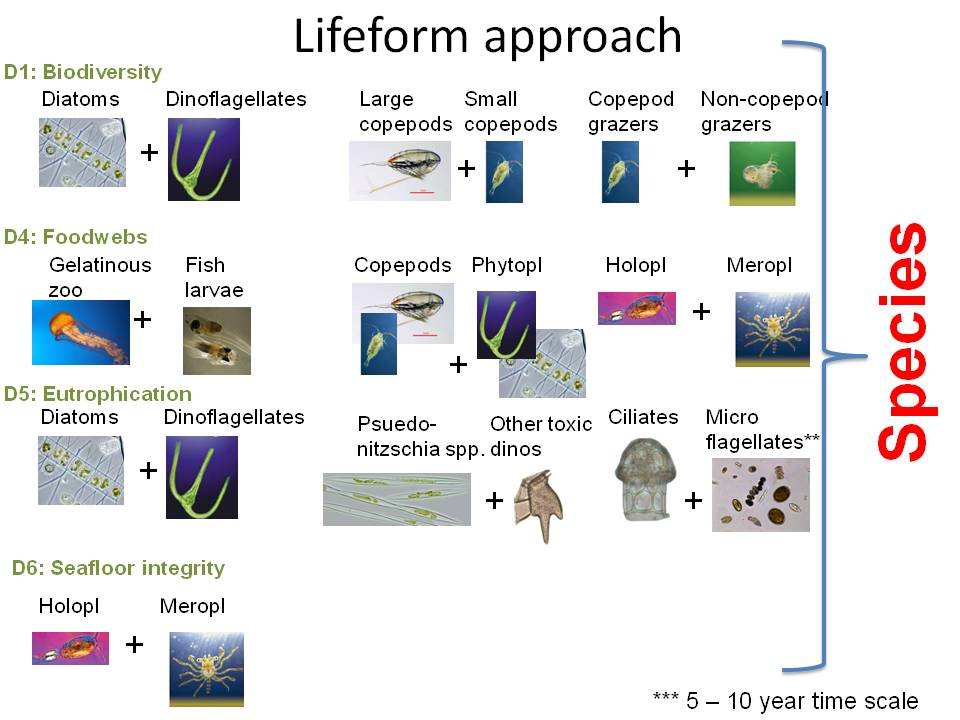 Lifeform approach
D1: Biodiversity
Diatoms
Dinoflagellates
Large
copepods
Small
copepods
Copepod
grazers
Non-copepod
grazers
+
+
+
D4: Foodwebs
Gelatinous
zoo
Fish
larvae
Copepods
Phytopl
Holopl
Meropl
+
+
+
D5: Eutrophication
Diatoms
Dinoflagellates
Psuedo-
nitzschia spp.
Other toxic
dinos
Ciliates
Micro
flagellates**
+
+
+
D6: Seafloor integrity
Holopl
Meropl
+
Species
*** 5 – 10 year time scale